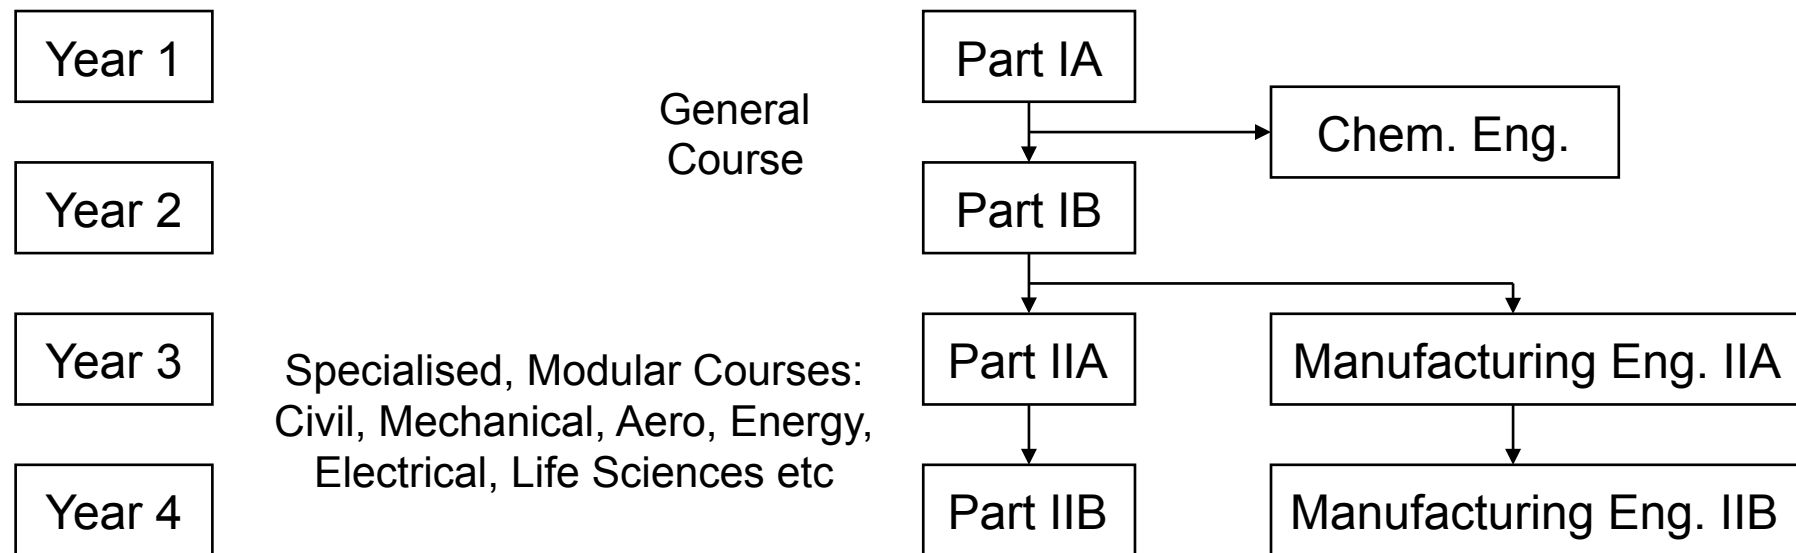 Year 1
Part IA
General
Course
Chem. Eng.
Year 2
Part IB
Year 3
Specialised, Modular Courses:
Civil, Mechanical, Aero, Energy,
Electrical, Life Sciences etc
Part IIA
Manufacturing Eng. IIA
Year 4
Part IIB
Manufacturing Eng. IIB